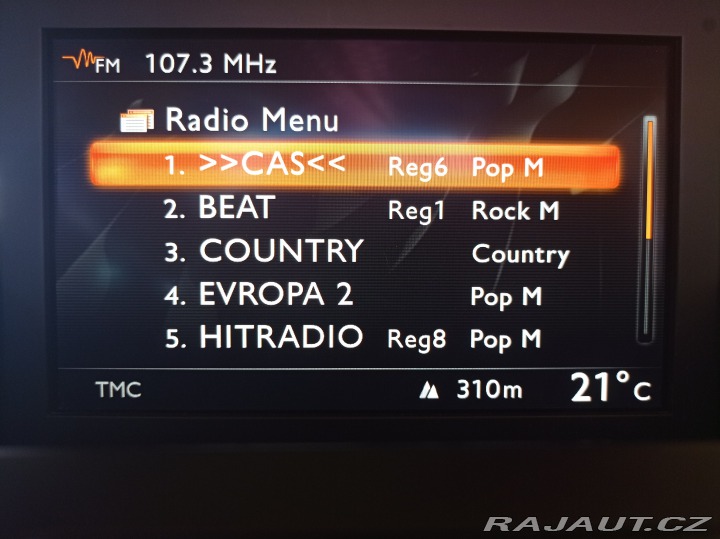 FM 107.3 MHz
Radio Menu
1. >>CAS<< Reg6 Pop M
2. BEAT Reg1 Rock M
3. COUNTRY Country
4. EVROPA 2 Pop M
5. HITRADIO Reg8 Pop M
TMC 310m 21°C
RAJAUT.CZ